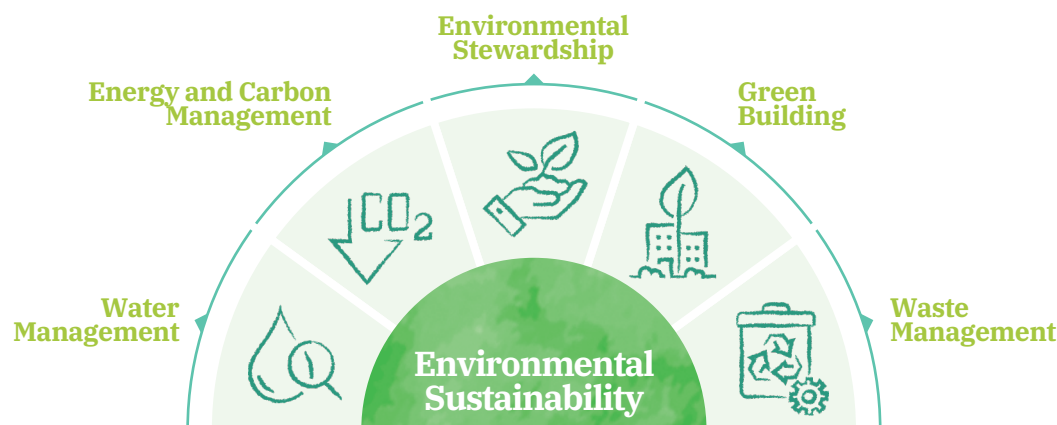 Environmental
Stewardship
Energy and Carbon
Management
Green
Building
CO2
Water
Management
Waste
Management
Environmental
Sustainability